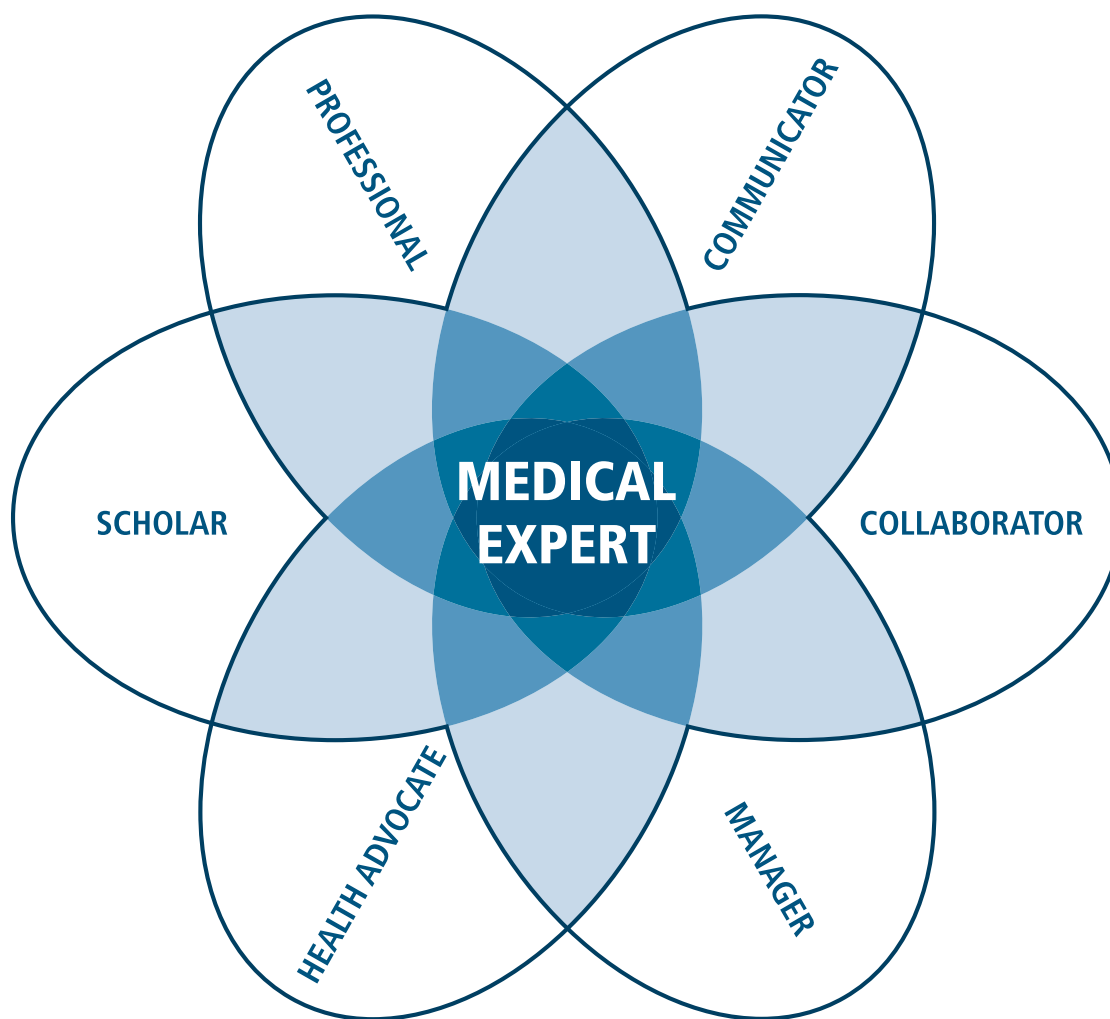 PROFESSIONAL
COMMUNICATOR
SCHOLAR
MEDICAL
EXPERT
COLLABORATOR
HEALTH ADVOCATE
MANAGER